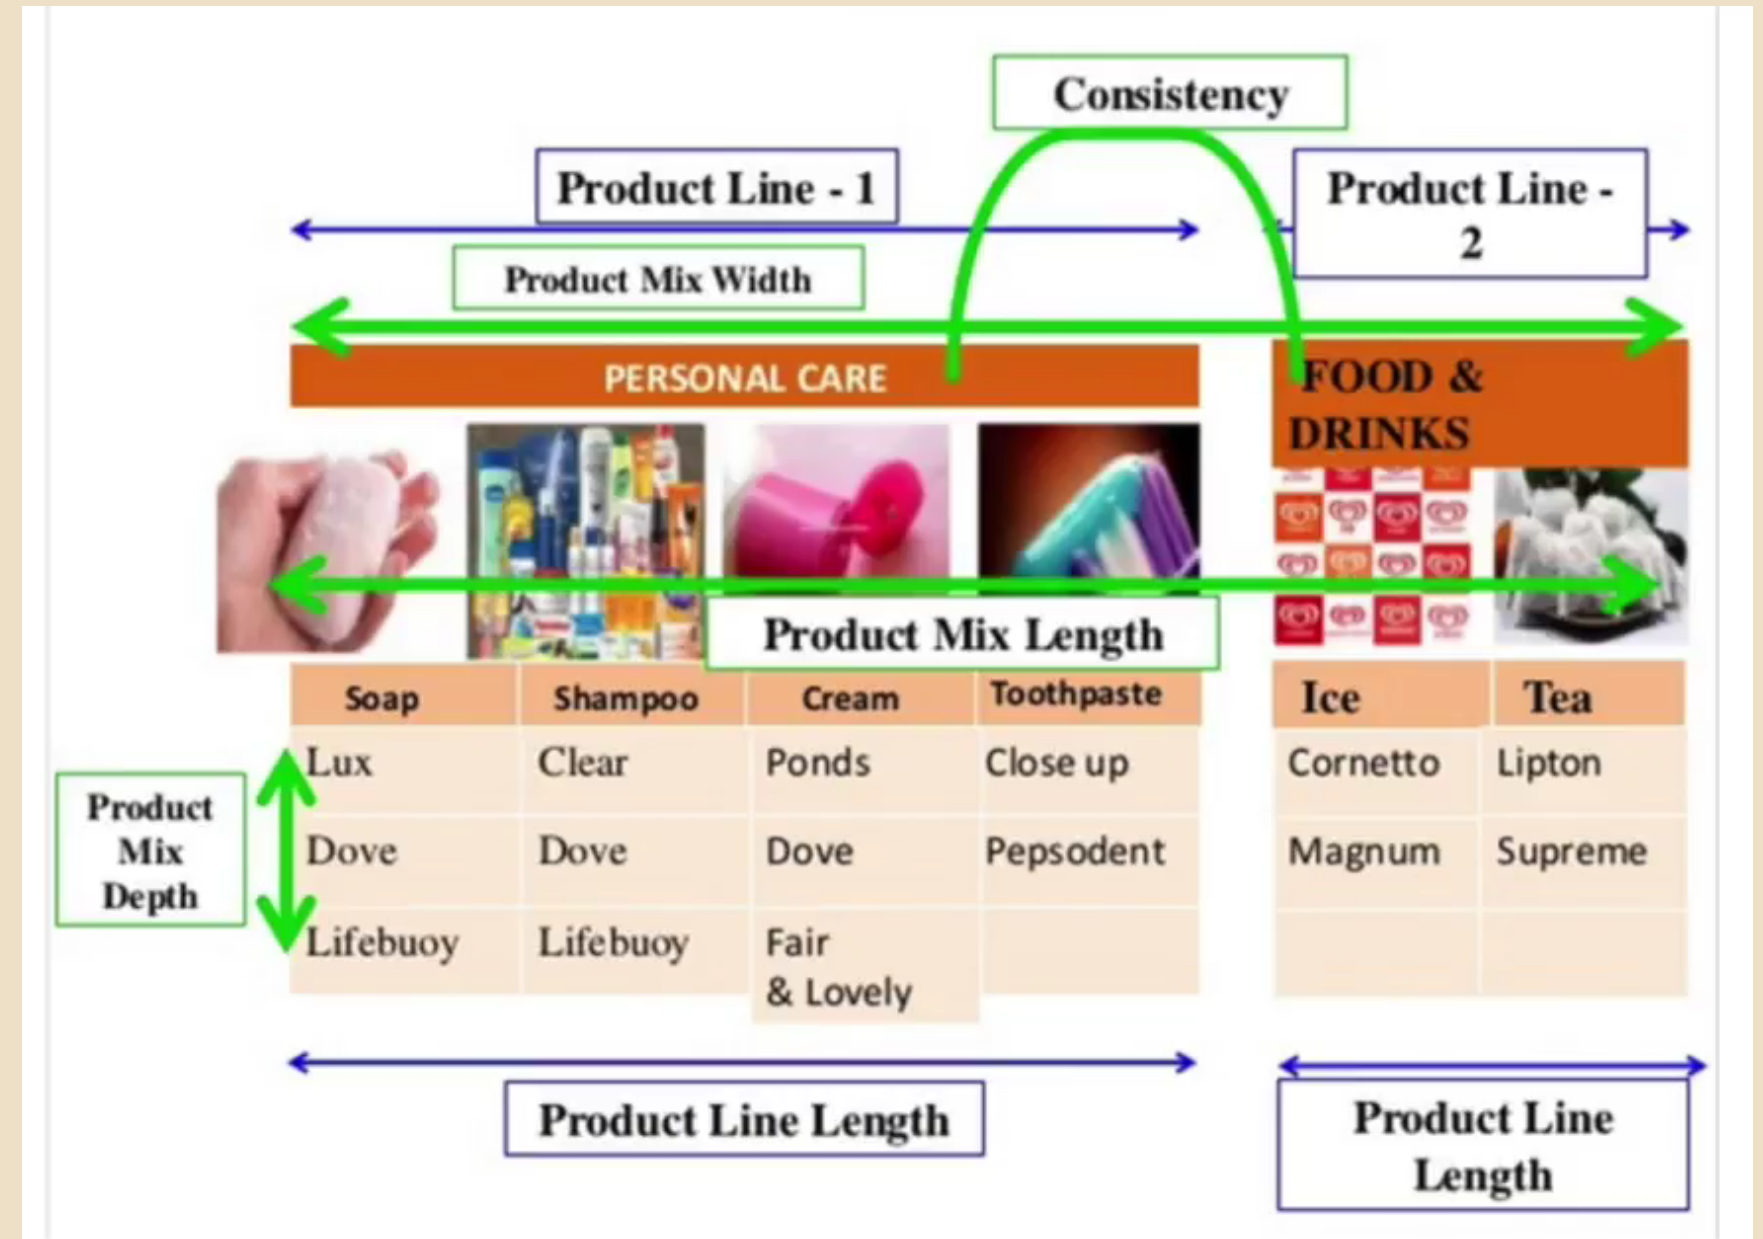 Consistency
Product Line - 1
Product Line -
2
Product Mix Width
PERSONAL CARE
FOOD &
DRINKS
Product Mix Length
Soap Shampoo Cream Toothpaste Ice Tea
Product
Mix
Depth
Lux Clear Ponds Close up Cornetto Lipton
Dove Dove Dove Pepsodent Magnum Supreme
Lifebuoy Lifebuoy Fair
& Lovely
Product Line Length
Product Line
Length